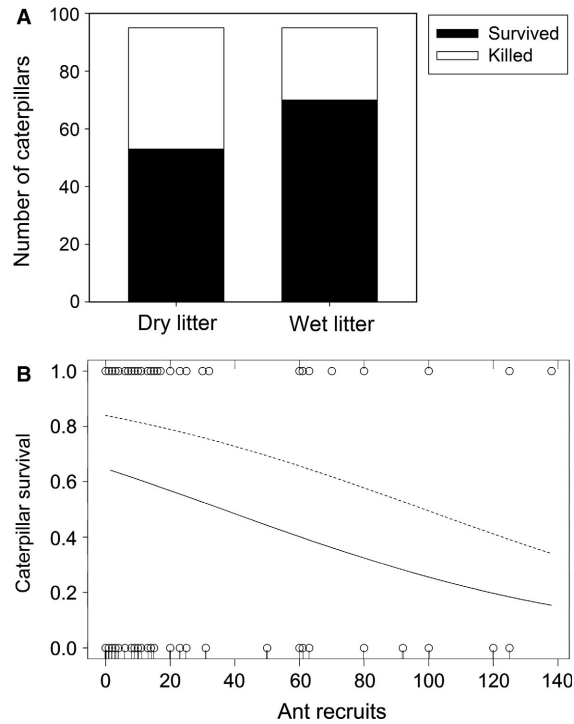 A
100
80
60
40
20
0
Number of caterpillars
Dry litter Wet litter
Survived
Killed
B
1.0
0.8
0.6
0.4
0.2
0.0
Caterpillar survival
0 20 40 60 80 100 120 140
Ant recruits